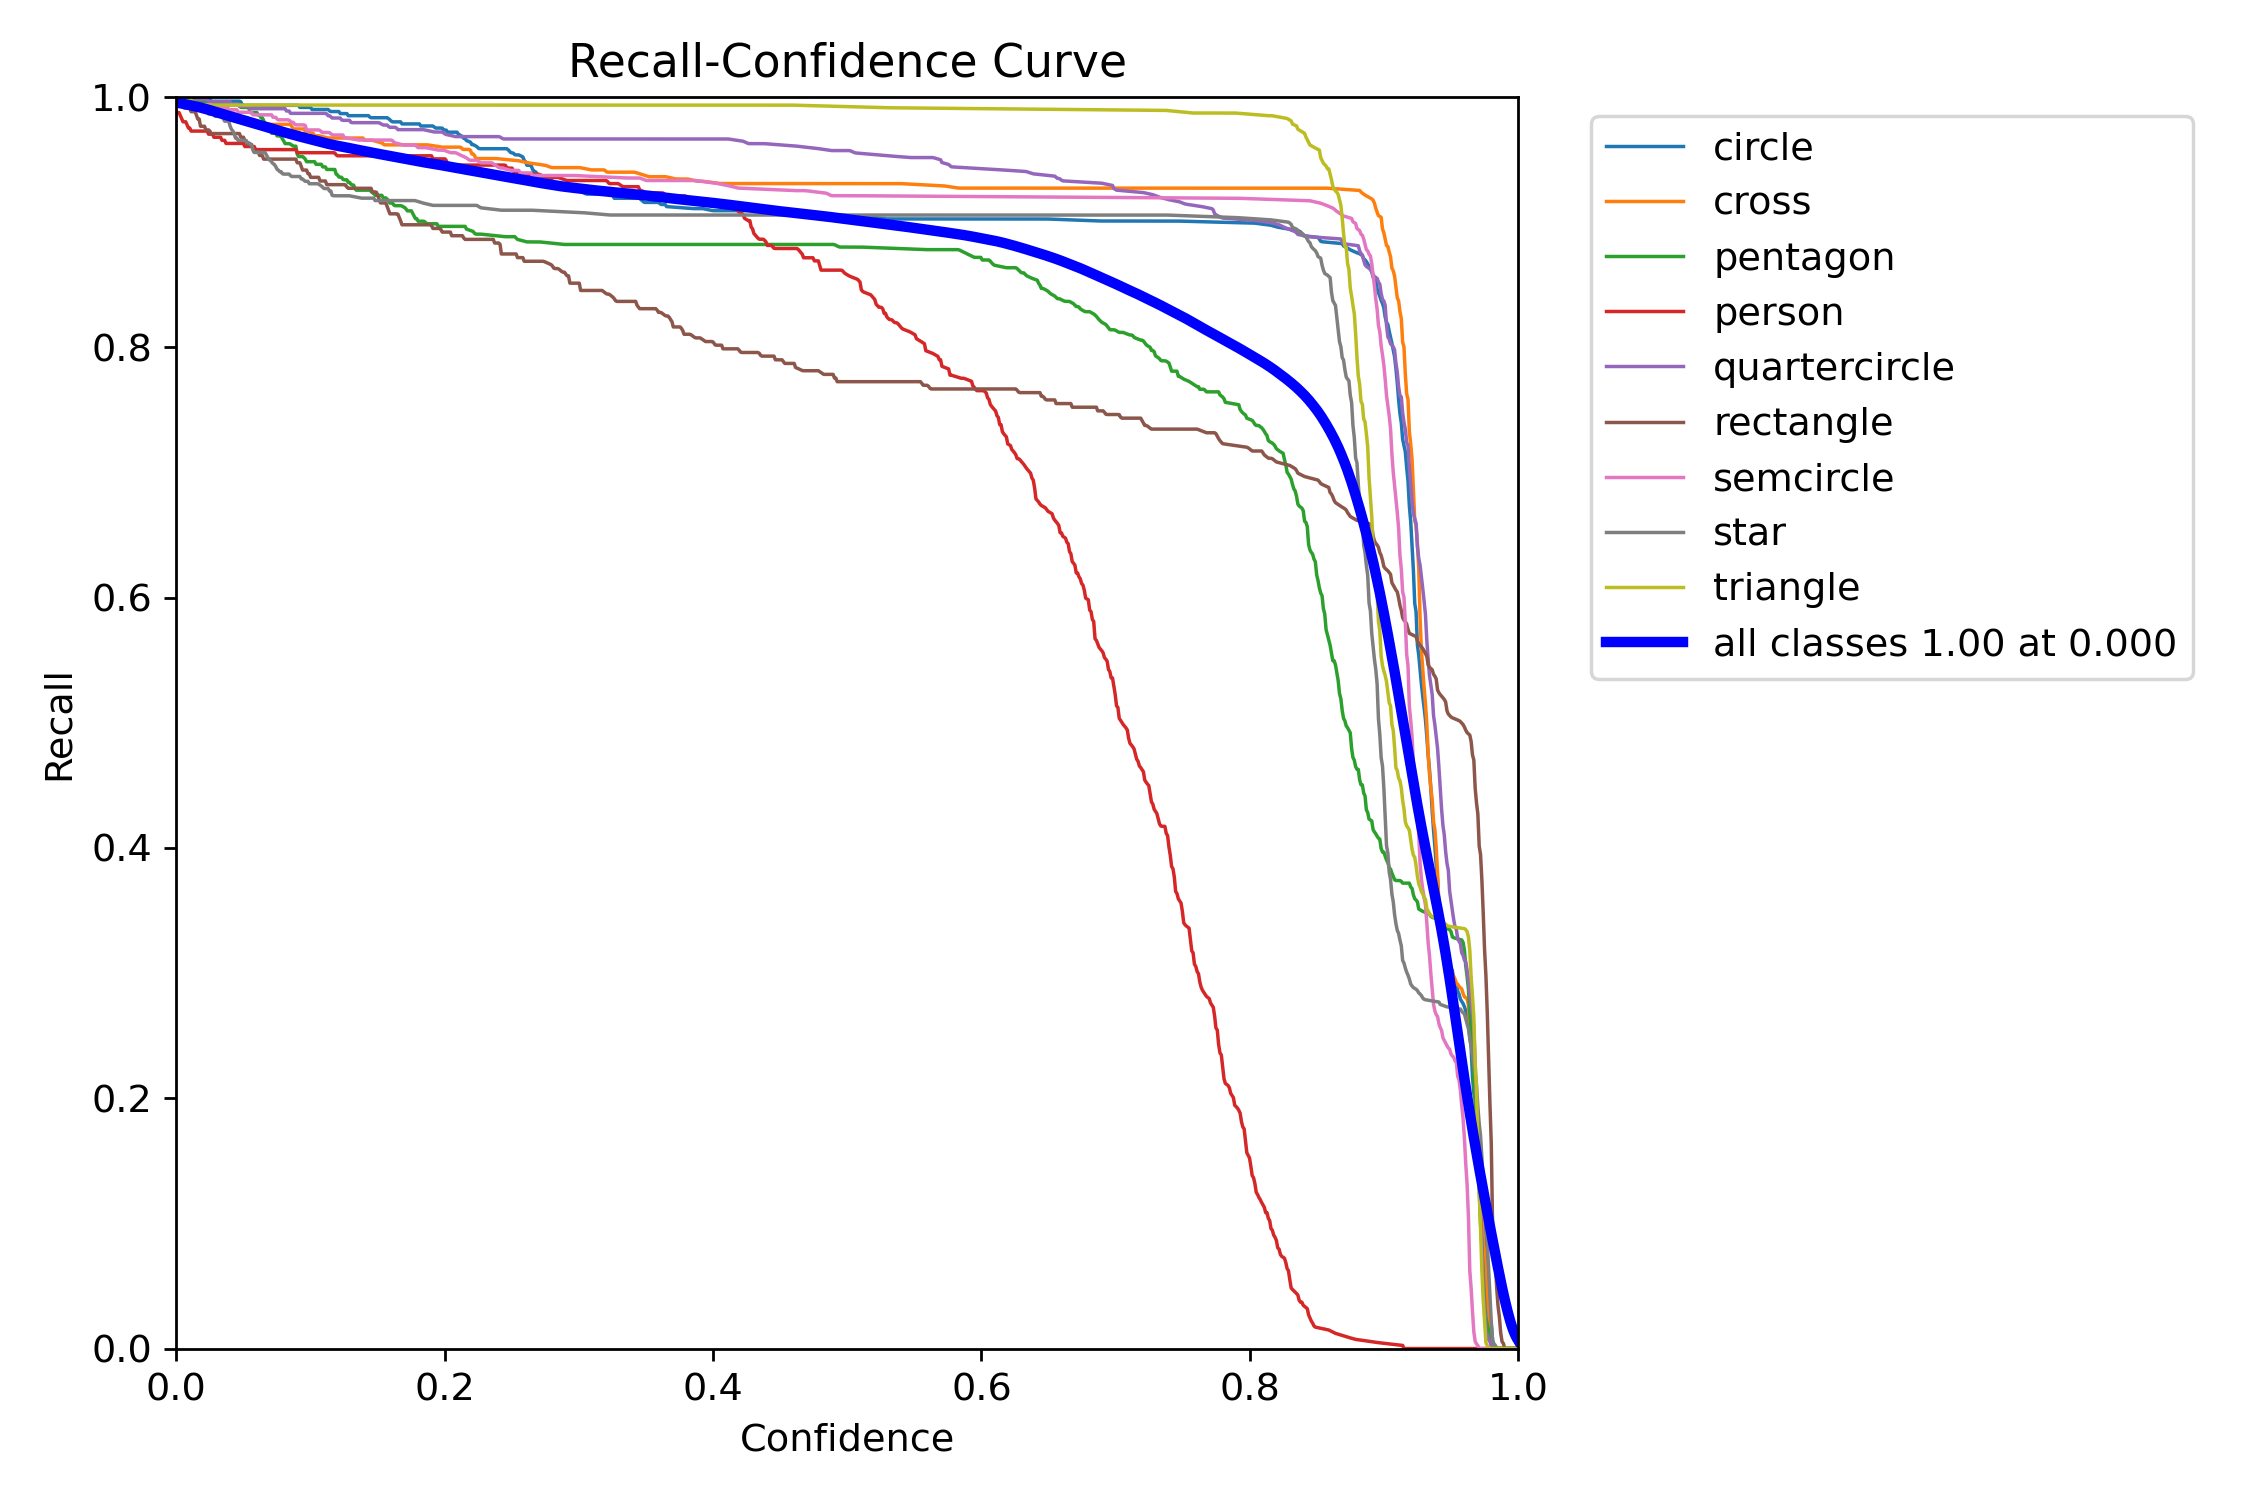 Recall-Confidence Curve
1.0
0.8
0.6
0.4
0.2
0.0
Recall
0.0 0.2 0.4 0.6 0.8 1.0
Confidence
circle
cross
pentagon
person
quartercircle
rectangle
semcircle
star
triangle
all classes 1.00 at 0.000